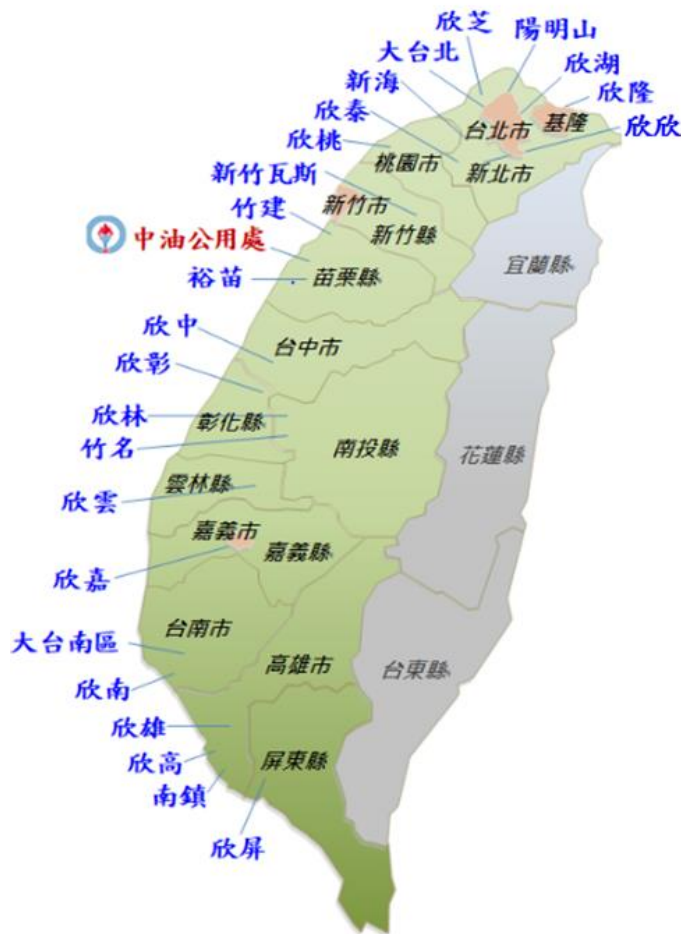 欣芝
陽明山
大台北
欣湖
新海
欣隆
欣泰
台北市
基隆
欣欣
欣桃
桃園市
新北市
新竹瓦斯
新竹市
竹建
新竹縣
中油公用處
宜蘭縣
裕苗
苗栗縣
欣中
台中市
欣彰
欣林
彰化縣
竹名
南投縣
花蓮縣
雲林縣
欣雲
嘉義市
嘉義縣
欣嘉
台南市
大台南區
高雄市
台東縣
欣南
欣雄
欣高
屏東縣
南鎮
欣屏